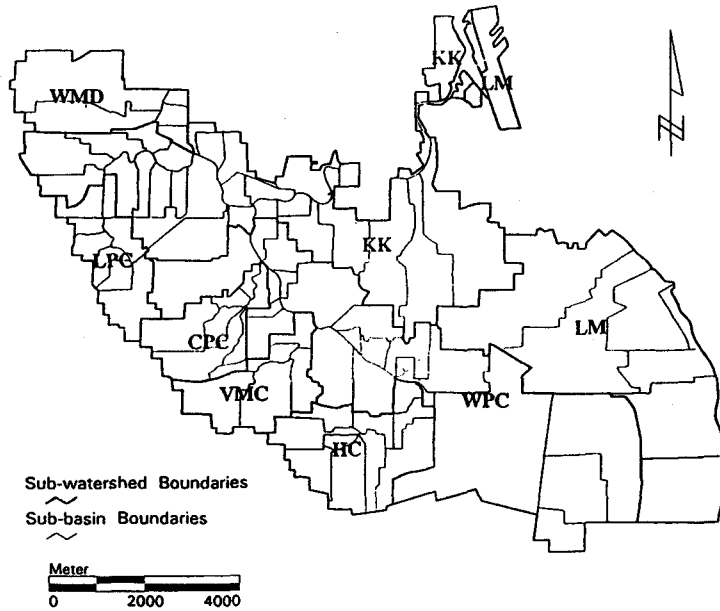 KK
LM
WMD
N
KK
LPC
LM
CPC
VMC
WPC
HC
Sub-watershed Boundaries
Sub-basin Boundaries
Meter
0 2000 4000